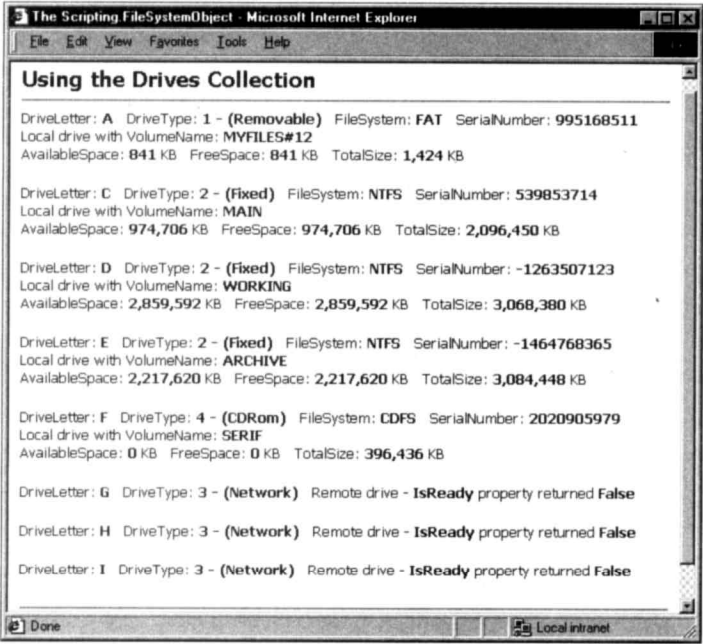 The Scripting.FileSystemObject - Microsoft Internet Explorer
File Edit View Favorites Tools Help
Using the Drives Collection
DriveLetter: A DriveType: 1 - (Removable) FileSystem: FAT SerialNumber: 995168511
Local drive with VolumeName: MYFILES#12
AvailableSpace: 841 KB FreeSpace: 841 KB TotalSize: 1,424 KB
DriveLetter: C DriveType: 2 - (Fixed) FileSystem: NTFS SerialNumber: 539853714
Local drive with VolumeName: MAIN
AvailableSpace: 974,706 KB FreeSpace: 974,706 KB TotalSize: 2,096,450 KB
DriveLetter: D DriveType: 2 - (Fixed) FileSystem: NTFS SerialNumber: -1263507123
Local drive with VolumeName: WORKING
AvailableSpace: 2,859,592 KB FreeSpace: 2,859,592 KB TotalSize: 3,068,380 KB
DriveLetter: E DriveType: 2 - (Fixed) FileSystem: NTFS SerialNumber: -1464768365
Local drive with VolumeName: ARCHIVE
AvailableSpace: 2,217,620 KB FreeSpace: 2,217,620 KB TotalSize: 3,084,448 KB
DriveLetter: F DriveType: 4 - (CDRom) FileSystem: CDFS SerialNumber: 2020905979
Local drive with VolumeName: SERIF
AvailableSpace: 0 KB FreeSpace: 0 KB TotalSize: 396,436 KB
DriveLetter: G DriveType: 3 - (Network) Remote drive - IsReady property returned False
DriveLetter: H DriveType: 3 - (Network) Remote drive - IsReady property returned False
DriveLetter: I DriveType: 3 - (Network) Remote drive - IsReady property returned False
Done
Local intranet